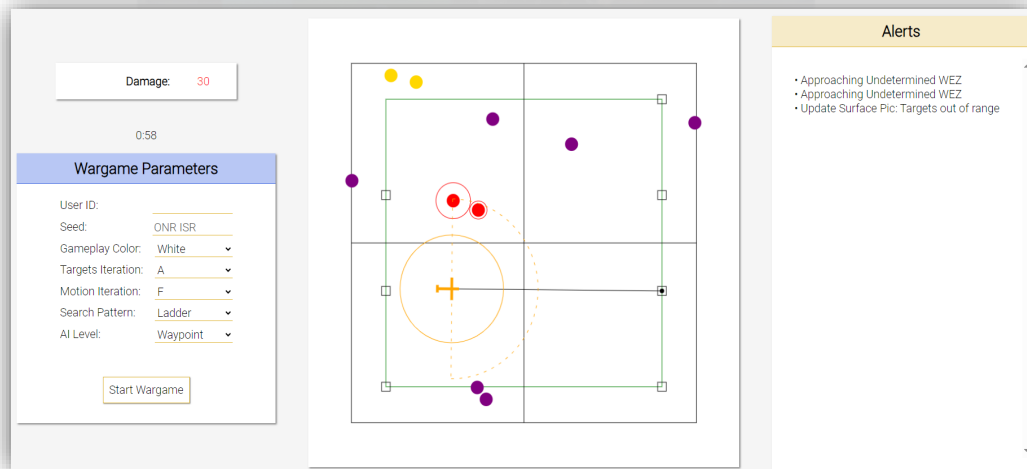 Damage: 30
0:58
Wargame Parameters
User ID:
Seed: ONR ISR
Gameplay Color: White
Targets Iteration: A
Motion Iteration: F
Search Pattern: Ladder
AI Level: Waypoint
Start Wargame
Alerts
• Approaching Undetermined WEZ
• Approaching Undetermined WEZ
• Update Surface Pic: Targets out of range